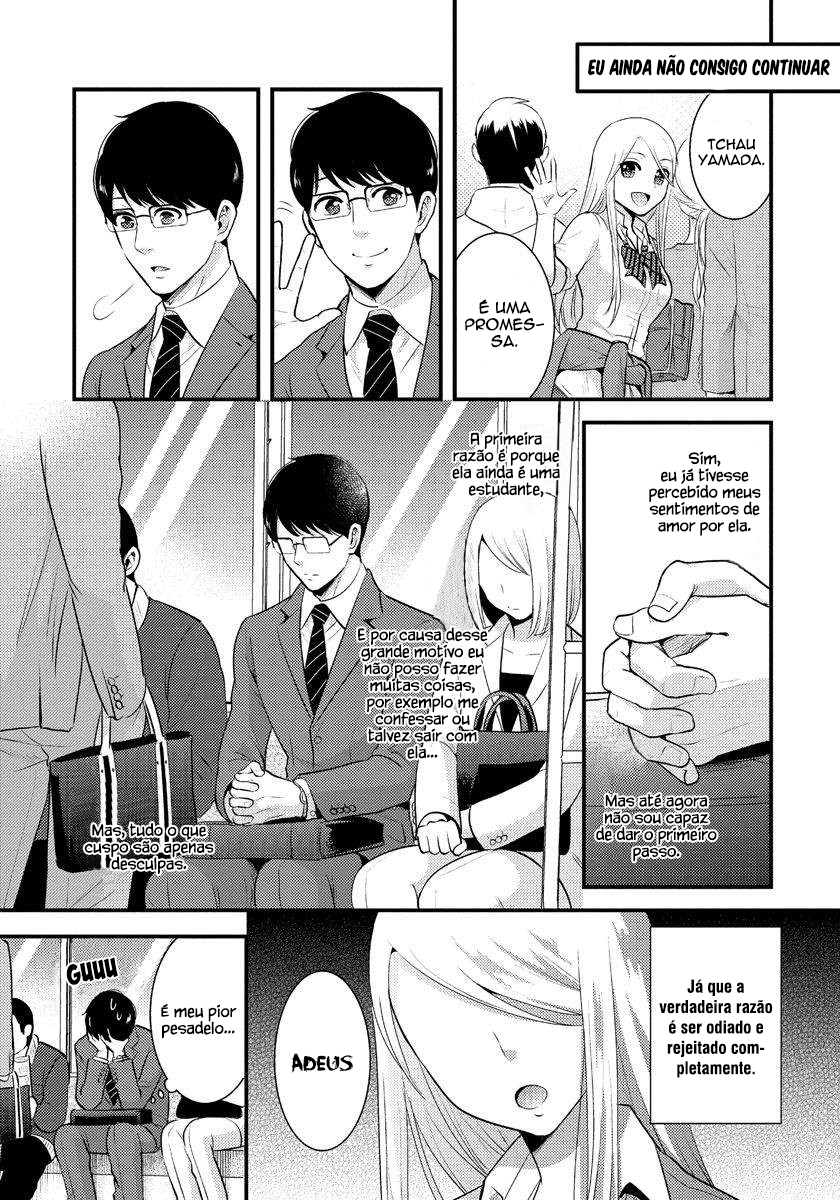 EU AINDA NÃO CONSIGO CONTINUAR
TCHAU
YAMADA.
É UMA
PROMES-
SA.
Sim,
eu já tivesse
percebido meus
sentimentos de
amor por ela.
Mas até agora
não sou capaz
de dar o primeiro
passo.
A primeira
razão é porque
ela ainda é uma
estudante,
E por causa desse
grande motivo eu
não posso fazer
muitas coisas,
por exemplo me
confessar ou
talvez sair com
ela...
Mas, tudo o que
cuspo são apenas
desculpas.
Já que a
verdadeira razão
é ser odiado e
rejeitado com-
pletamente.
ADEUS
É meu pior
pesadelo...
GUUU